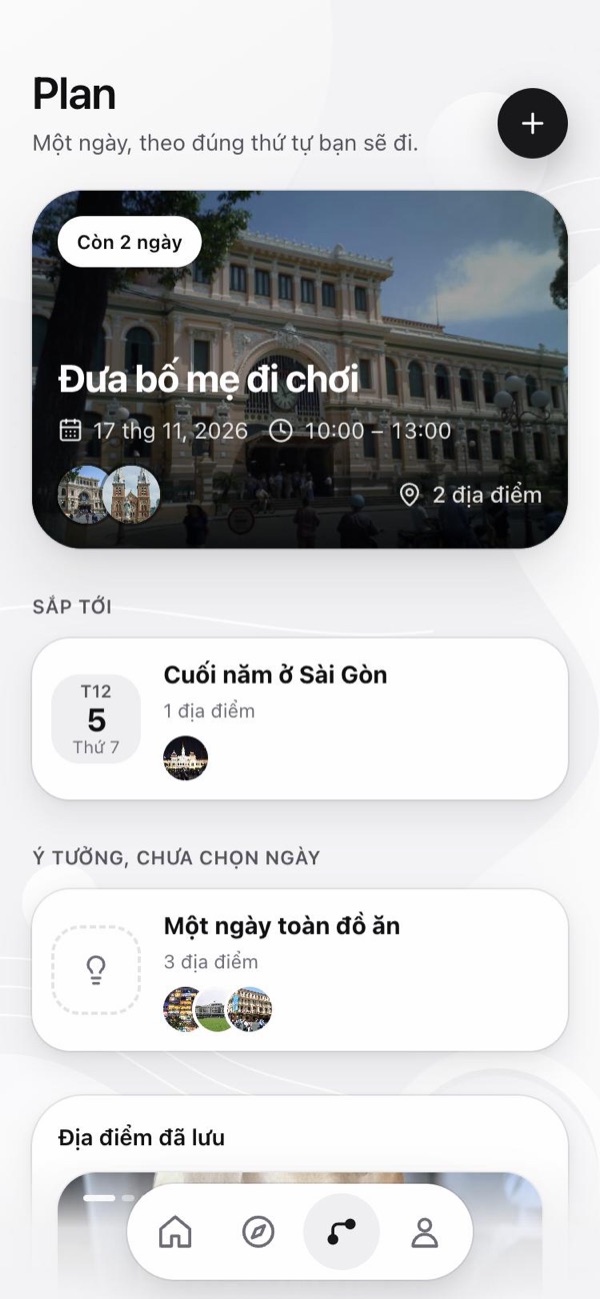 Plan
Một ngày, theo đúng thứ tự bạn sẽ đi.
Còn 2 ngày
Đưa bố mẹ đi chơi
17 thg 11, 2026 10:00 – 13:00
2 địa điểm
SẮP TỚI
T12
5
Thứ 7
Cuối năm ở Sài Gòn
1 địa điểm
Ý TƯỞNG, CHƯA CHỌN NGÀY
Một ngày toàn đồ ăn
3 địa điểm
Địa điểm đã lưu